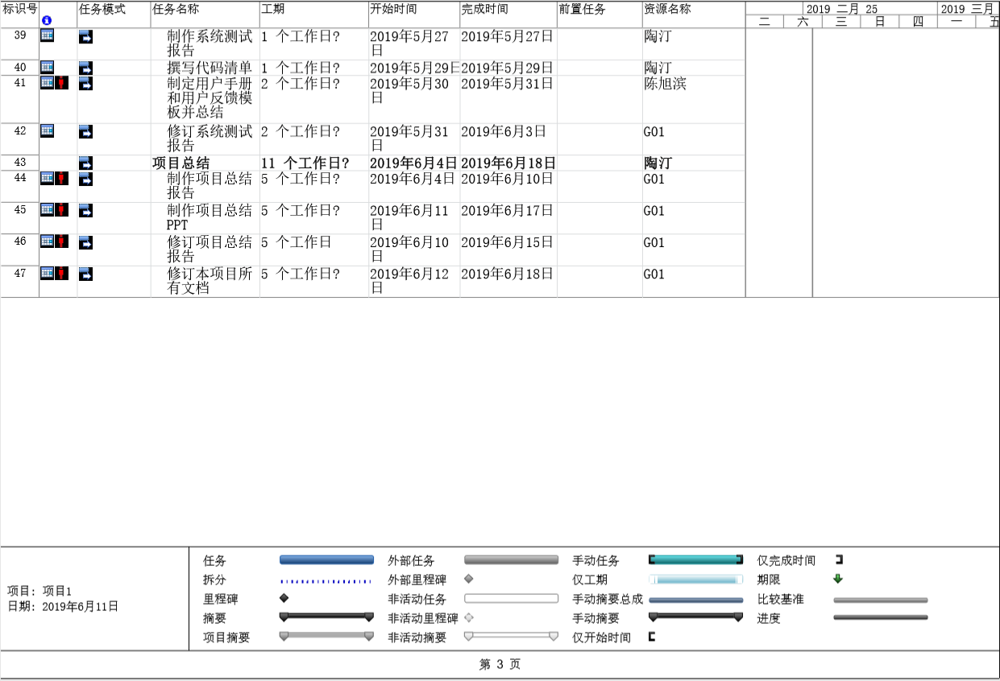 标识号 任务模式 任务名称 工期 开始时间 完成时间 前置任务 资源名称 2019 二月 25 2019 三月
二 六 三 日 四 一 五
39 制作系统测试 1 个工作日? 2019年5月27 2019年5月27日 陶汀
报告 日
40 撰写代码清单 1 个工作日? 2019年5月29日 2019年5月29日 陶汀
41 制定用户手册 2 个工作日? 2019年5月30 2019年5月31日 陈旭滨
和用户反馈模 日
板并总结
42 修订系统测试 2 个工作日? 2019年5月31 2019年6月3日 G01
报告 日
43 项目总结 11 个工作日? 2019年6月4日 2019年6月18日 陶汀
44 制作项目总结 5 个工作日? 2019年6月4日 2019年6月10日 G01
报告
45 制作项目总结 5 个工作日? 2019年6月11 2019年6月17日 G01
PPT 日
46 修订项目总结 5 个工作日 2019年6月10 2019年6月15日 G01
报告 日
47 修订本项目所 5 个工作日? 2019年6月12 2019年6月18日 G01
有文档 日
项目: 项目1
日期: 2019年6月11日
任务 外部任务 手动任务 仅完成时间
拆分 外部里程碑 仅工期 期限
里程碑 非活动任务 手动摘要总成 比较基准
摘要 非活动里程碑 手动摘要 进度
项目摘要 非活动摘要 仅开始时间
第 3 页